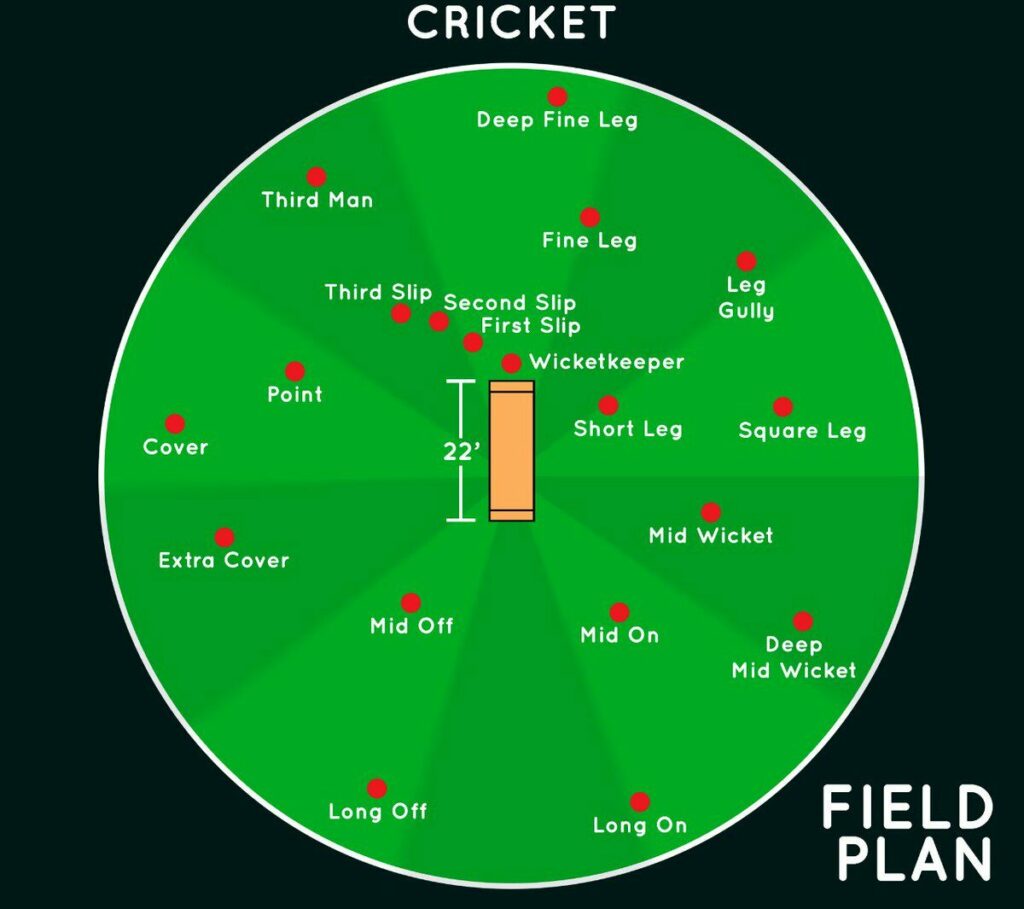 CRICKET
Deep Fine Leg
Third Man
Fine Leg
Leg
Gully
Third Slip
Second Slip
First Slip
Wicketkeeper
Point
Short Leg
Square Leg
Cover
22’
Mid Wicket
Extra Cover
Mid Off
Mid On
Deep
Mid Wicket
Long Off
Long On
FIELD
PLAN